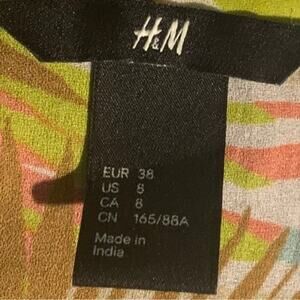 H&M
EUR 38
US 8
CA 8
CN 165/88A
Made in
India